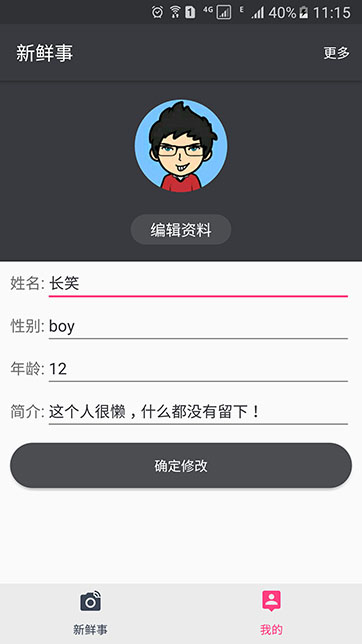 1 4G E 40% 11:15
新鲜事 更多
编辑资料
姓名: 长笑
性别: boy
年龄: 12
简介: 这个人很懒，什么都没有留下！
确定修改
新鲜事 我的